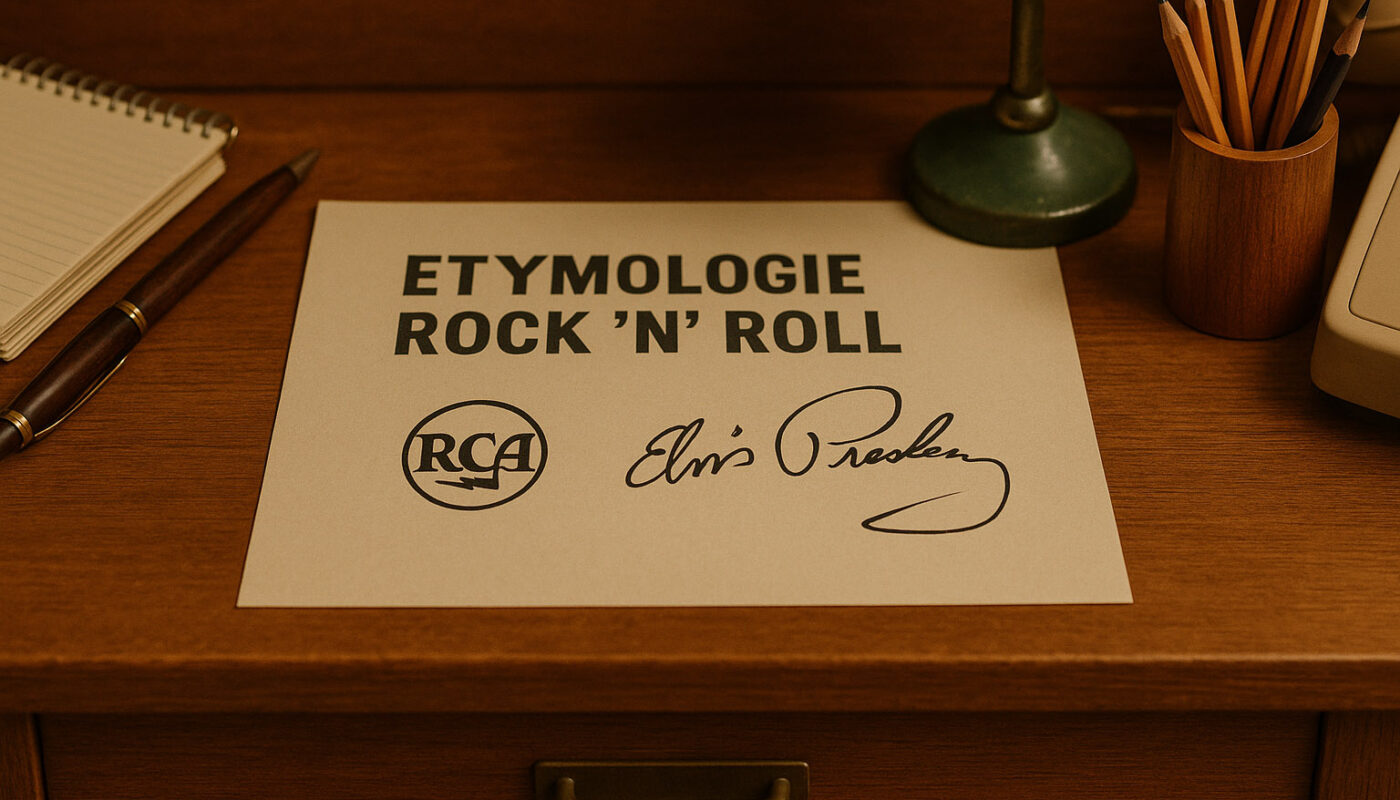 ETYMOLOGIE
ROCK ’N’ ROLL
RCA
Elvis Presley